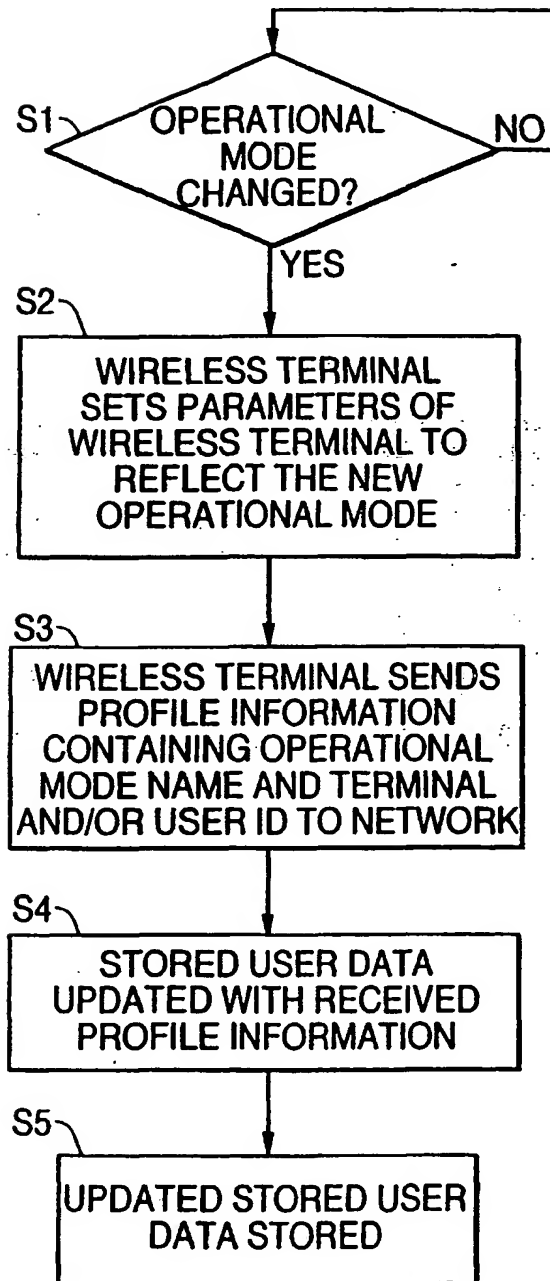 S1
OPERATIONAL
MODE
CHANGED?
NO
YES
S2
WIRELESS TERMINAL
SETS PARAMETERS OF
WIRELESS TERMINAL TO
REFLECT THE NEW
OPERATIONAL MODE
S3
WIRELESS TERMINAL SENDS
PROFILE INFORMATION
CONTAINING OPERATIONAL
MODE NAME AND TERMINAL
AND/OR USER ID TO NETWORK
S4
STORED USER DATA
UPDATED WITH RECEIVED
PROFILE INFORMATION
S5
UPDATED STORED USER
DATA STORED